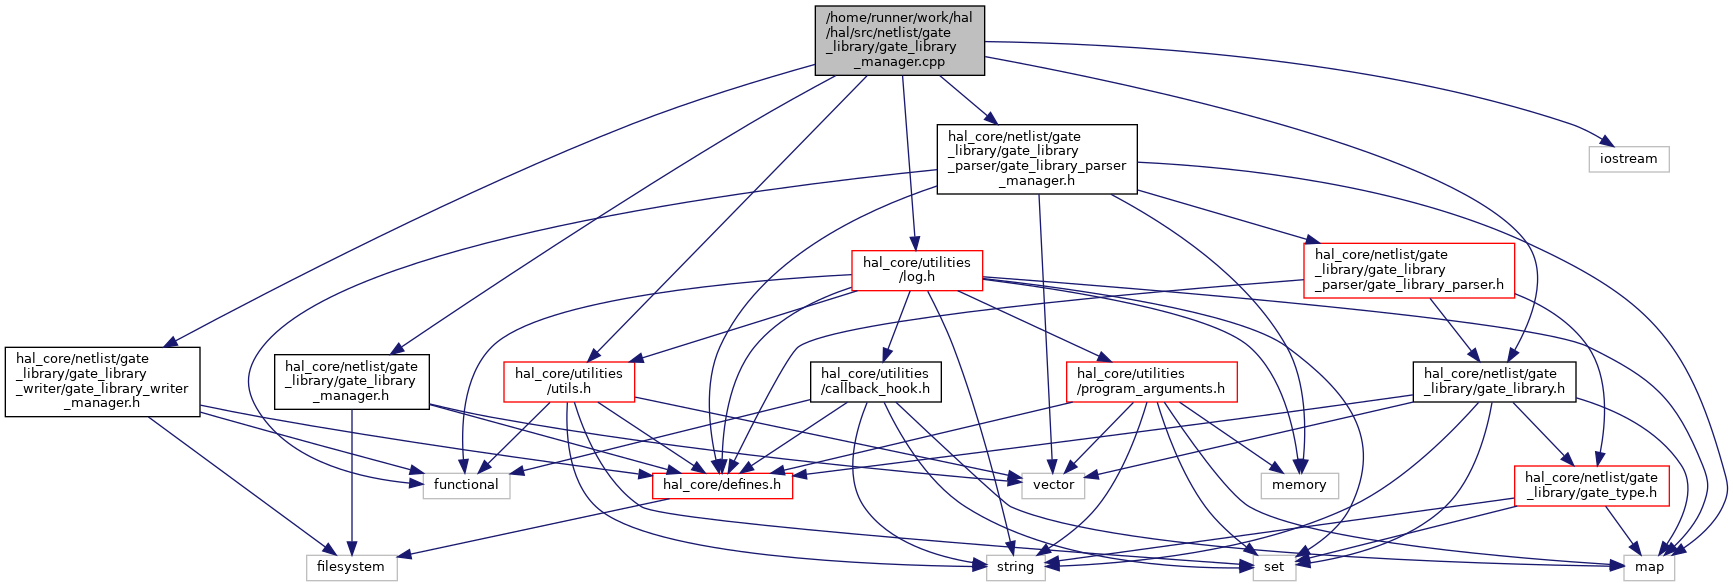 /home/runner/work/hal
/hal/src/netlist/gate
_library/gate_library
_manager.cpp
hal_core/netlist/gate
_library/gate_library
_parser/gate_library_parser
_manager.h
iostream
hal_core/utilities
/log.h
hal_core/netlist/gate
_library/gate_library
_parser/gate_library_parser.h
hal_core/netlist/gate
_library/gate_library
_writer/gate_library_writer
_manager.h
hal_core/netlist/gate
_library/gate_library
_manager.h
hal_core/utilities
/utils.h
hal_core/utilities
/callback_hook.h
hal_core/utilities
/program_arguments.h
hal_core/netlist/gate
_library/gate_library.h
functional
hal_core/defines.h
vector
memory
hal_core/netlist/gate
_library/gate_type.h
filesystem
string
set
map